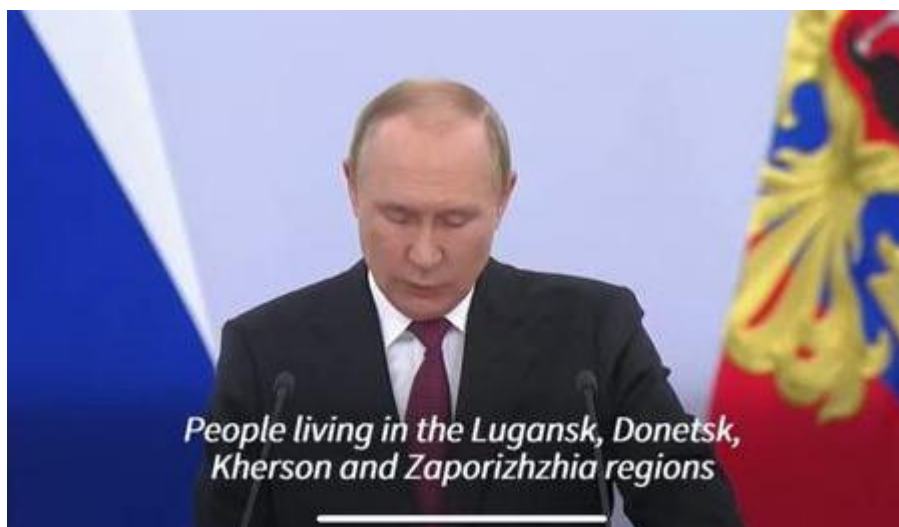 People living in the Lugansk, Donetsk,
Kherson and Zaporizhzhia regions